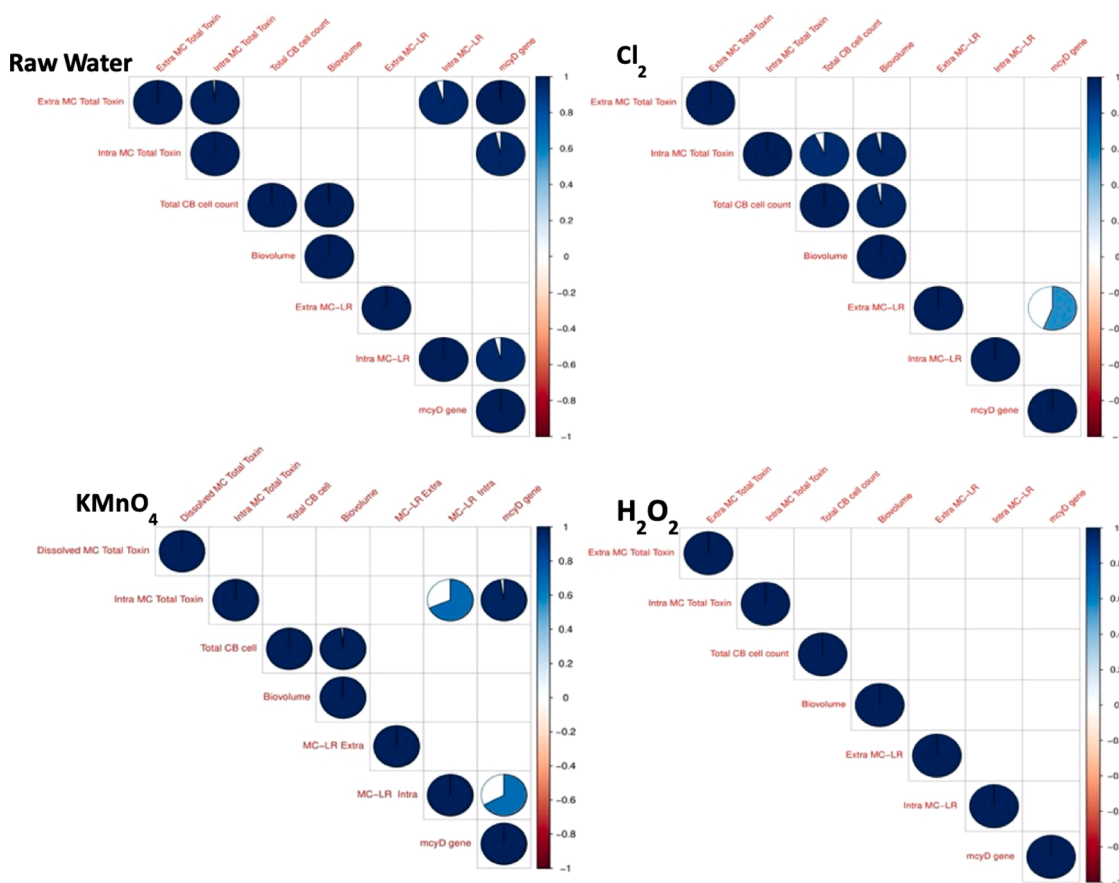 Raw Water
Extra MC Total Toxin
Intra MC Total Toxin
Total CB cell count
Biovolume
Extra MC-LR
Intra MC-LR
mcyD gene
Extra MC Total Toxin
Intra MC Total Toxin
Total CB cell count
Biovolume
Extra MC-LR
Intra MC-LR
mcyD gene
1
0.8
0.6
0.4
0.2
0
-0.2
-0.4
-0.6
-0.8
-1
Cl2
Extra MC Total Toxin
Intra MC Total Toxin
Total CB cell count
Biovolume
Extra MC-LR
Intra MC-LR
mcyD gene
Extra MC Total Toxin
Intra MC Total Toxin
Total CB cell count
Biovolume
Extra MC-LR
Intra MC-LR
mcyD gene
KMnO4
Dissolved MC Total Toxin
Intra MC Total Toxin
Total CB cell
Biovolume
MC-LR Extra
MC-LR Intra
mcyD gene
Dissolved MC Total Toxin
Intra MC Total Toxin
Total CB cell
Biovolume
MC-LR Extra
MC-LR Intra
mcyD gene
1
0.8
0.6
0.4
0.2
0
-0.2
-0.4
-0.6
-0.8
-1
H2O2
Extra MC Total Toxin
Intra MC Total Toxin
Total CB cell count
Biovolume
Extra MC-LR
Intra MC-LR
mcyD gene
Extra MC Total Toxin
Intra MC Total Toxin
Total CB cell count
Biovolume
Extra MC-LR
Intra MC-LR
mcyD gene